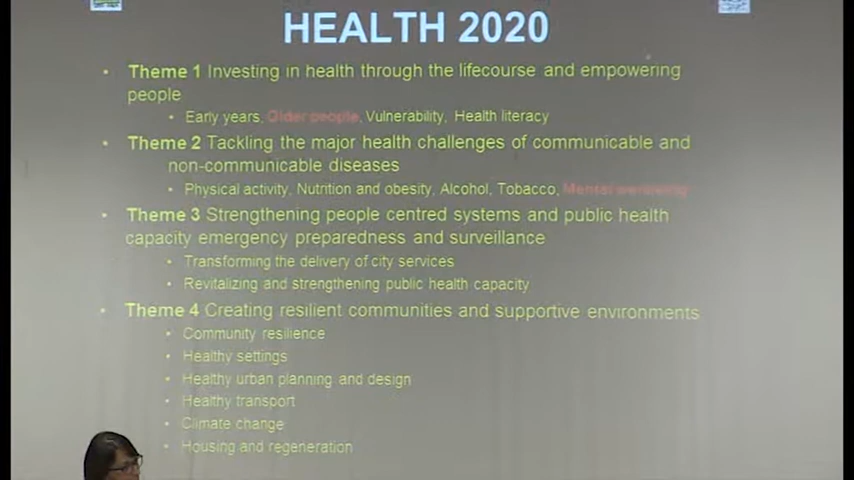 HEALTH 2020
• Theme 1 Investing in health through the lifecourse and empowering
people
• Early years, Older people, Vulnerability, Health literacy
• Theme 2 Tackling the major health challenges of communicable and
non-communicable diseases
• Physical activity, Nutrition and obesity, Alcohol, Tobacco, Mental
• Theme 3 Strengthening people centred systems and public health
capacity emergency preparedness and surveillance
• Transforming the delivery of city services
• Revitalizing and strengthening public health capacity
• Theme 4 Creating resilient communities and supportive environments
• Community resilience
• Healthy settings
• Healthy urban planning and design
• Healthy transport
• Climate change
• Housing and regeneration